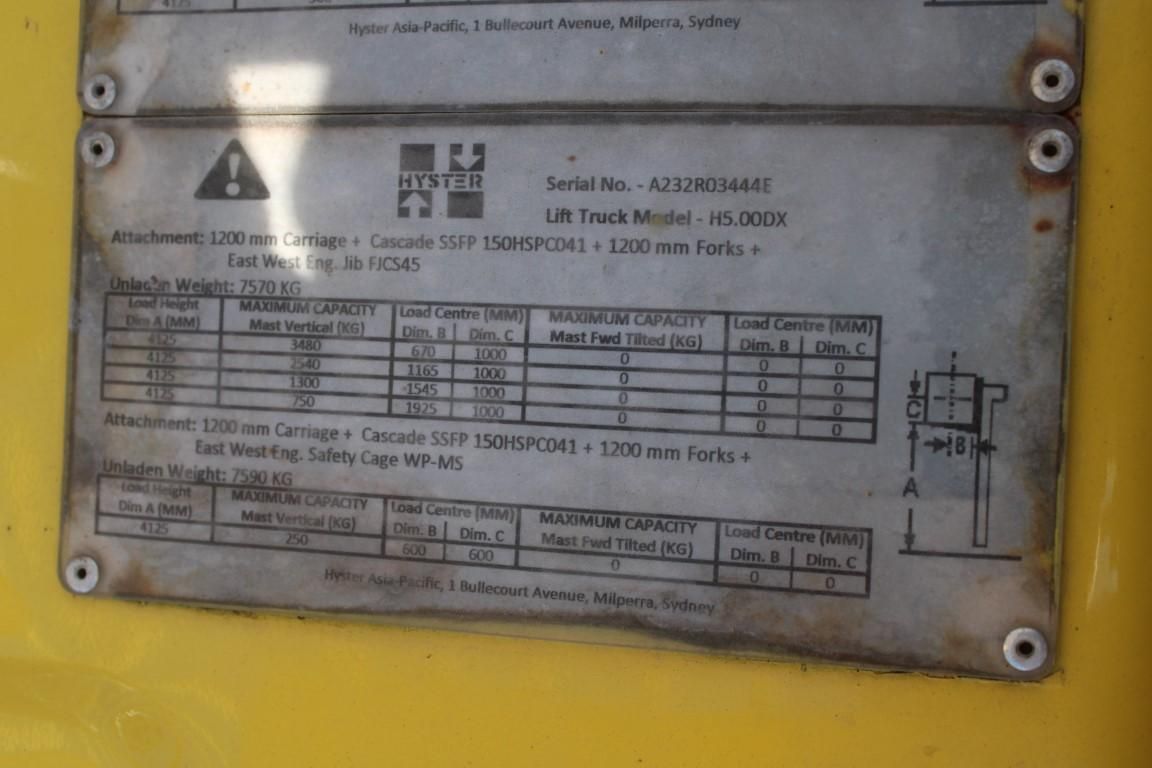 4125
Hyster Asia-Pacific, 1 Bullecourt Avenue, Milperra, Sydney
HYSTER
Serial No. - A232R03444E
Lift Truck Model - H5.00DX
Attachment: 1200 mm Carriage + Cascade SSFP 150HSPC041 + 1200 mm Forks +
East West Eng. Jib FJCS45
Unladen Weight: 7570 KG
Load Height MAXIMUM CAPACITY Load Centre (MM) MAXIMUM CAPACITY Load Centre (MM)
Dim A (MM) Mast Vertical (KG) Dim. B Dim. C Mast Fwd Tilted (KG) Dim. B Dim. C
4125 3480 670 1000 0 0 0
4125 2540 1165 1000 0 0 0
4125 1300 1545 1000 0 0 0
4125 750 1925 1000 0 0 0
Attachment: 1200 mm Carriage + Cascade SSFP 150HSPC041 + 1200 mm Forks +
East West Eng. Safety Cage WP-MS
Unladen Weight: 7590 KG
Load Height MAXIMUM CAPACITY Load Centre (MM) MAXIMUM CAPACITY Load Centre (MM)
Dim A (MM) Mast Vertical (KG) Dim. B Dim. C Mast Fwd Tilted (KG) Dim. B Dim. C
4125 250 600 600 0 0 0
Hyster Asia-Pacific, 1 Bullecourt Avenue, Milperra, Sydney
C
B
A